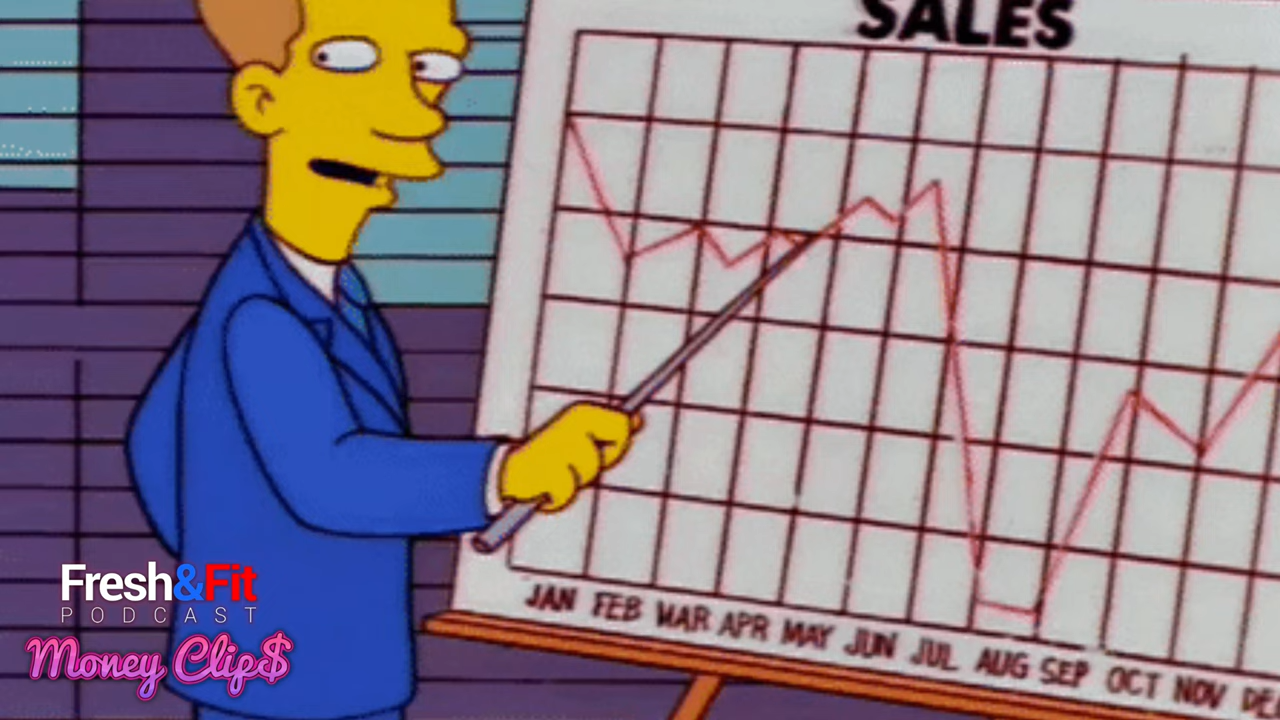 SALES
JAN FEB MAR APR MAY JUN JUL AUG SEP OCT NOV
Fresh&Fit
PODCAST
Money Clip$